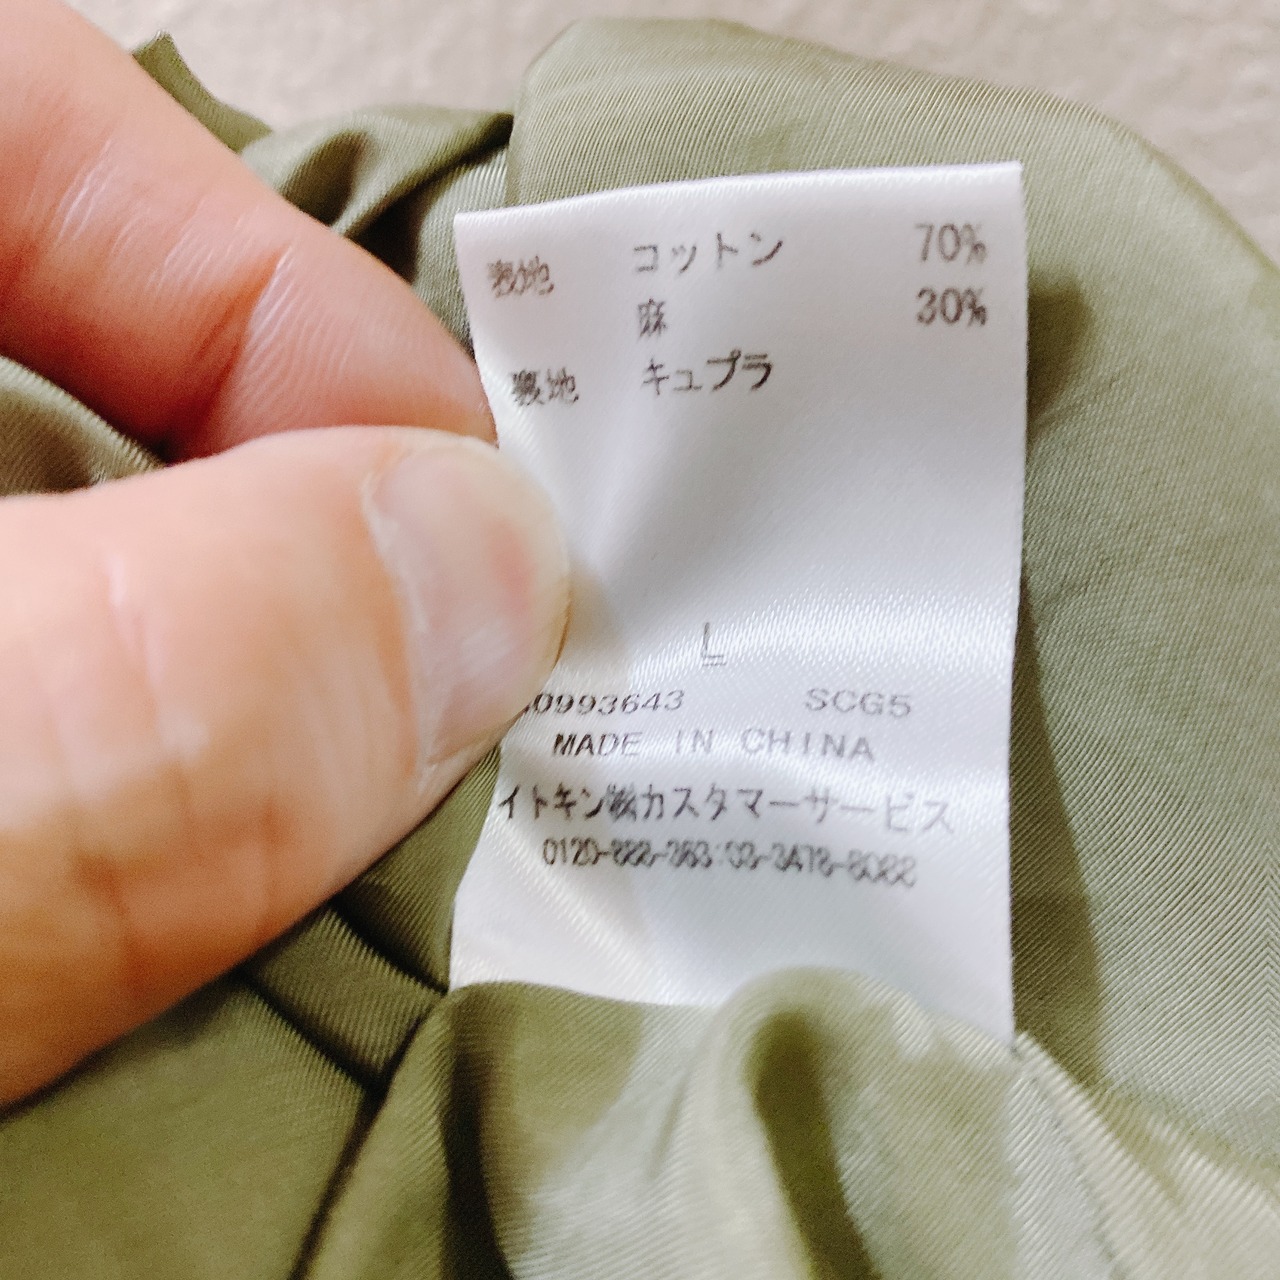 表地 コットン 70%
麻 30%
裏地 キュプラ
L
0993643 SCG5
MADE IN CHINA
イトキン㈱カスタマーサービス
0120-888-363 03-3478-8088